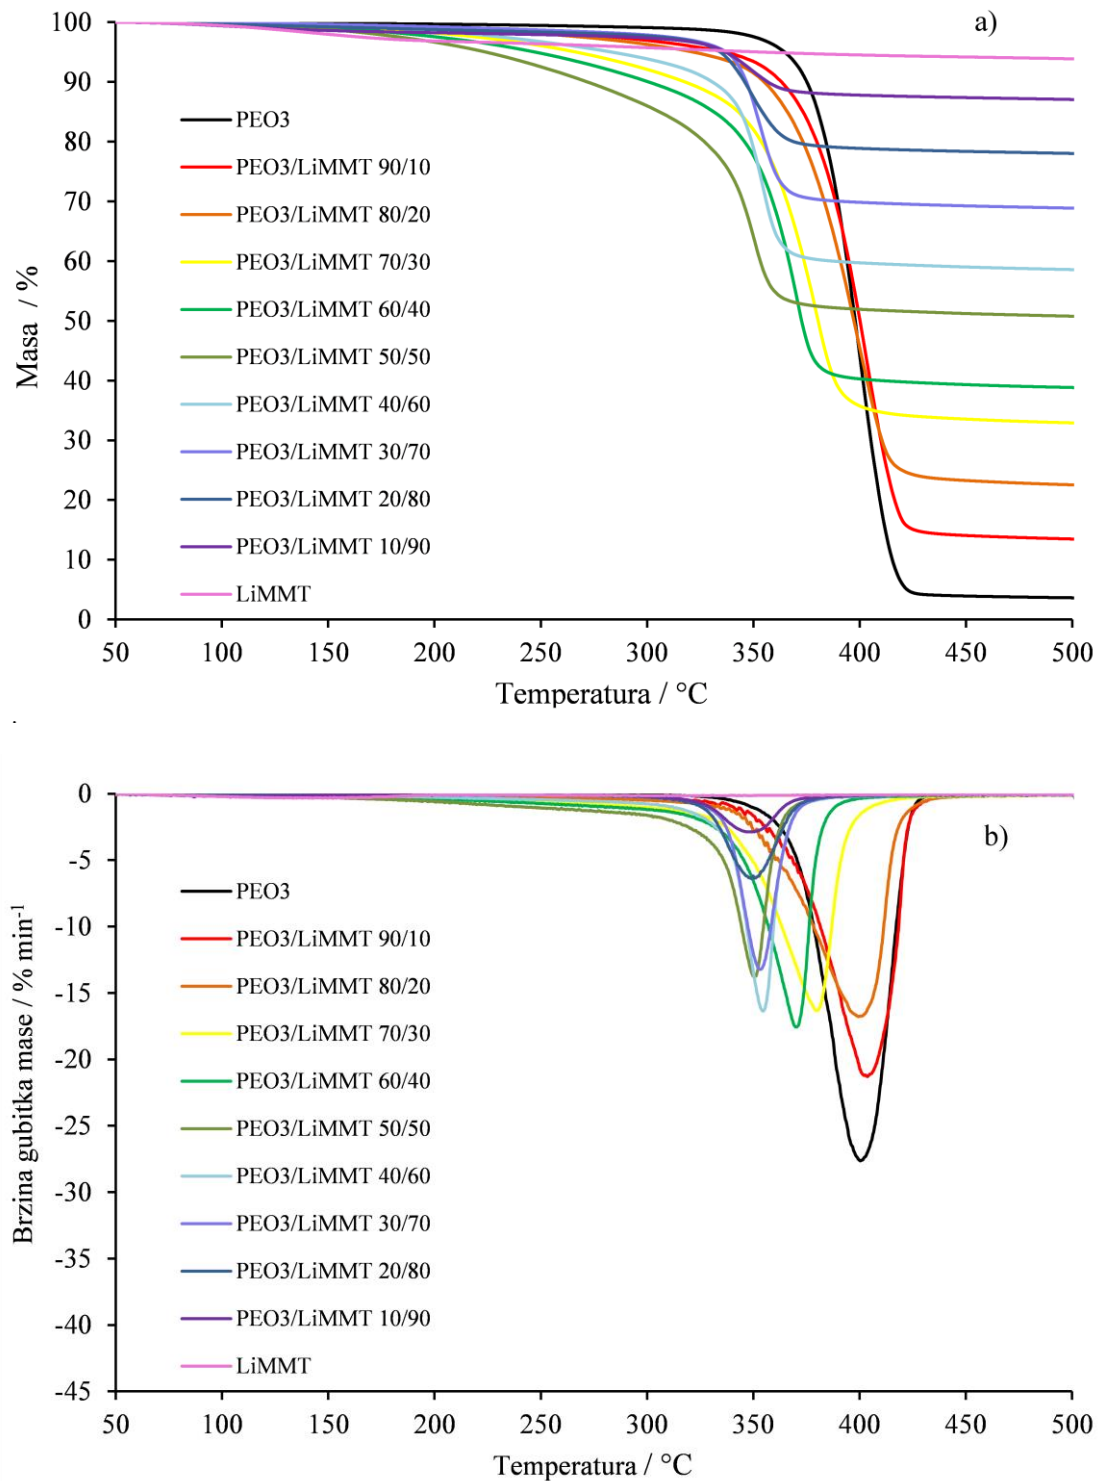 a)
100
90
80
70
60
50
40
30
20
10
0
Masa / %
PEO3
PEO3/LiMMT 90/10
PEO3/LiMMT 80/20
PEO3/LiMMT 70/30
PEO3/LiMMT 60/40
PEO3/LiMMT 50/50
PEO3/LiMMT 40/60
PEO3/LiMMT 30/70
PEO3/LiMMT 20/80
PEO3/LiMMT 10/90
LiMMT
50 100 150 200 250 300 350 400 450 500
Temperatura / °C
b)
0
-5
-10
-15
-20
-25
-30
-35
-40
-45
Brzina gubitka mase / % min⁻¹
PEO3
PEO3/LiMMT 90/10
PEO3/LiMMT 80/20
PEO3/LiMMT 70/30
PEO3/LiMMT 60/40
PEO3/LiMMT 50/50
PEO3/LiMMT 40/60
PEO3/LiMMT 30/70
PEO3/LiMMT 20/80
PEO3/LiMMT 10/90
LiMMT
50 100 150 200 250 300 350 400 450 500
Temperatura / °C